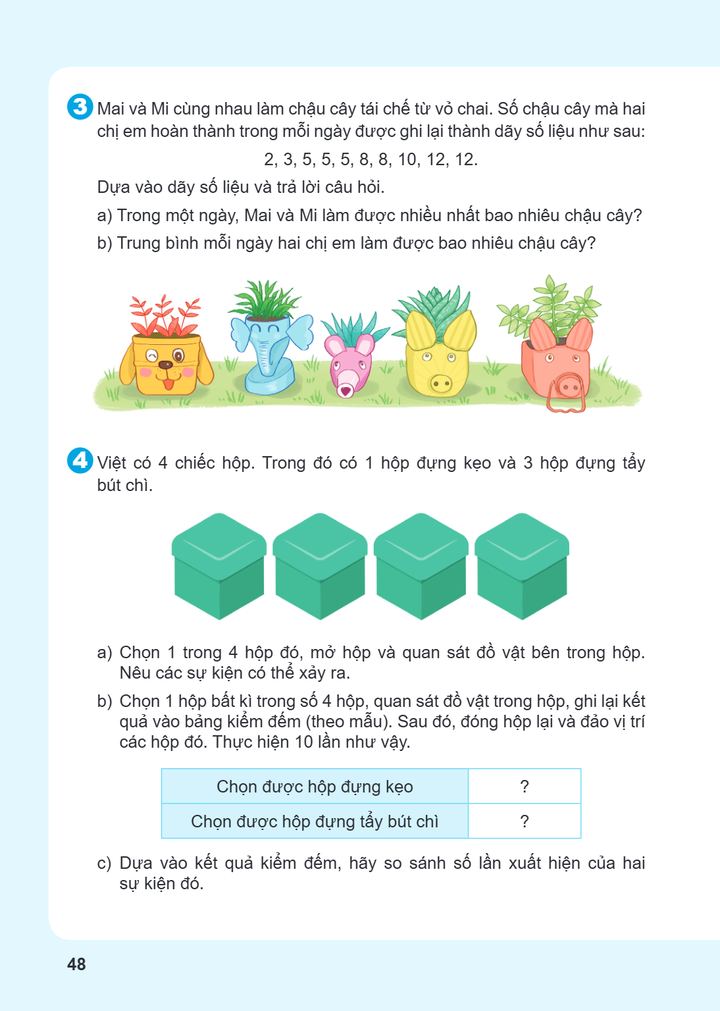 3 Mai và Mi cùng nhau làm chậu cây tái chế từ vỏ chai. Số chậu cây mà hai
chị em hoàn thành trong mỗi ngày được ghi lại thành dãy số liệu như sau:
2, 3, 5, 5, 5, 8, 8, 10, 12, 12.
Dựa vào dãy số liệu và trả lời câu hỏi.
a) Trong một ngày, Mai và Mi làm được nhiều nhất bao nhiêu chậu cây?
b) Trung bình mỗi ngày hai chị em làm được bao nhiêu chậu cây?
4 Việt có 4 chiếc hộp. Trong đó có 1 hộp đựng kẹo và 3 hộp đựng tẩy
bút chì.
a) Chọn 1 trong 4 hộp đó, mở hộp và quan sát đồ vật bên trong hộp.
Nêu các sự kiện có thể xảy ra.
b) Chọn 1 hộp bất kì trong số 4 hộp, quan sát đồ vật trong hộp, ghi lại kết
quả vào bảng kiểm đếm (theo mẫu). Sau đó, đóng hộp lại và đảo vị trí
các hộp đó. Thực hiện 10 lần như vậy.
Chọn được hộp đựng kẹo ?
Chọn được hộp đựng tẩy bút chì ?
c) Dựa vào kết quả kiểm đếm, hãy so sánh số lần xuất hiện của hai
sự kiện đó.
48